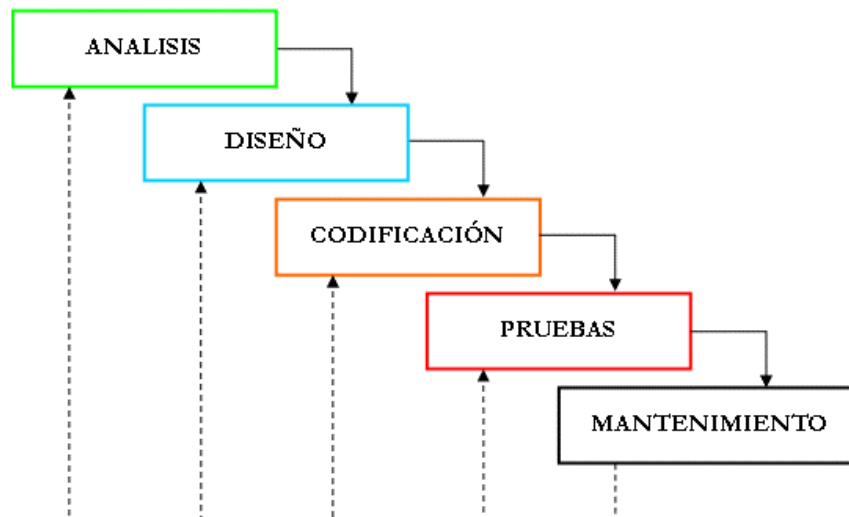 ANALISIS
DISEÑO
CODIFICACIÓN
PRUEBAS
MANTENIMIENTO